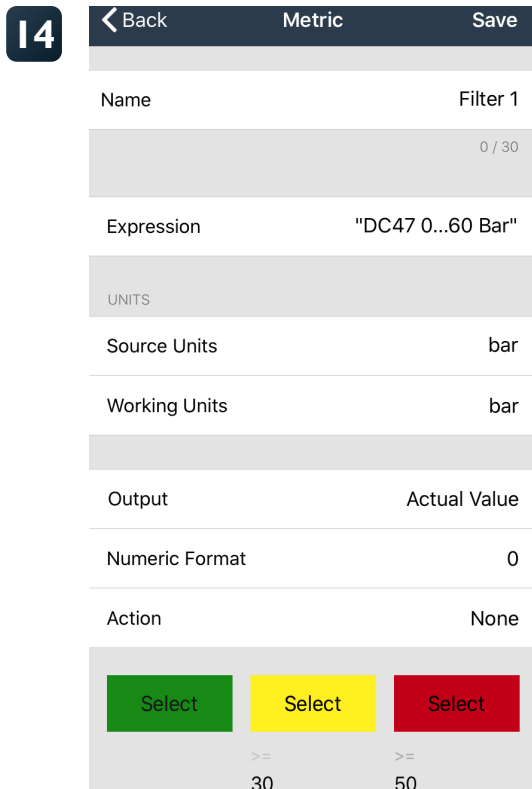 14
Back Metric Save
Name Filter 1
0 / 30
Expression "DC47 0...60 Bar"
UNITS
Source Units bar
Working Units bar
Output Actual Value
Numeric Format 0
Action None
Select Select Select
>= >=
30 50